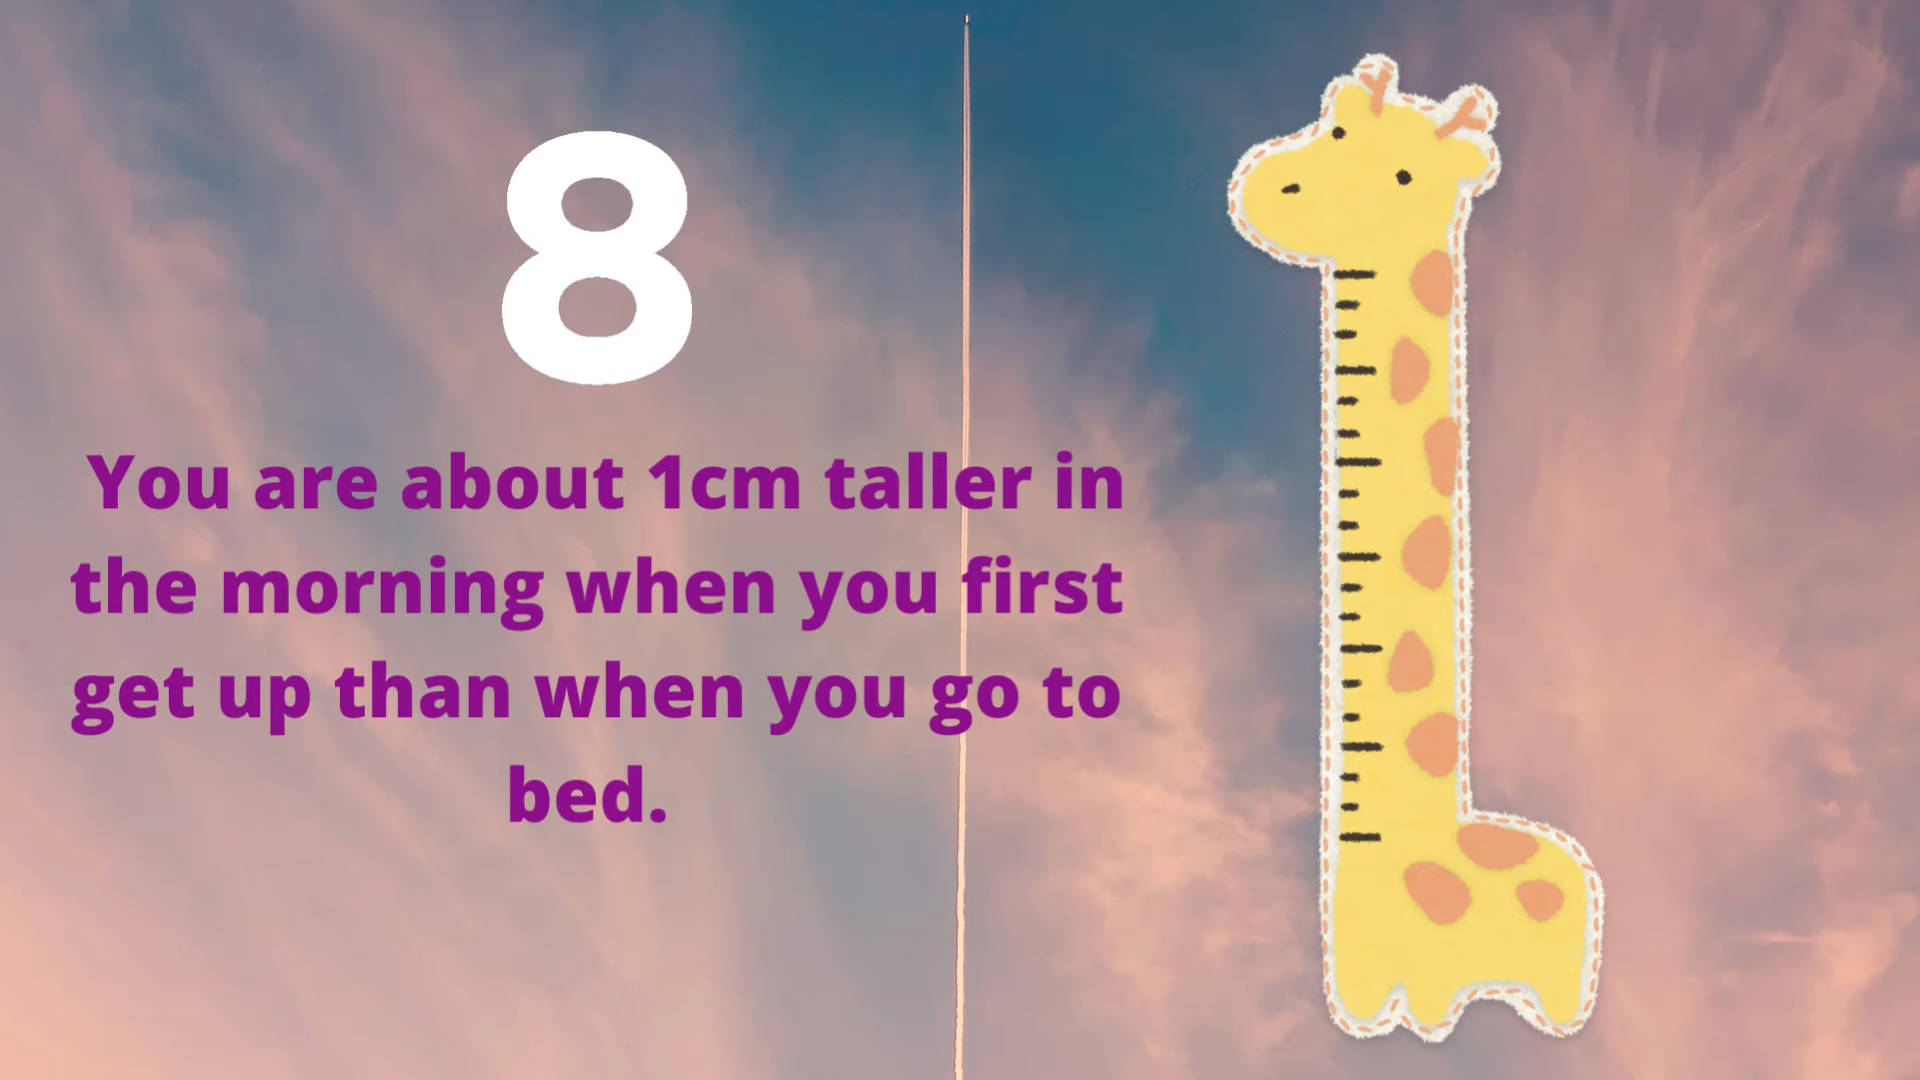 8
You are about 1cm taller in
the morning when you first
get up than when you go to
bed.